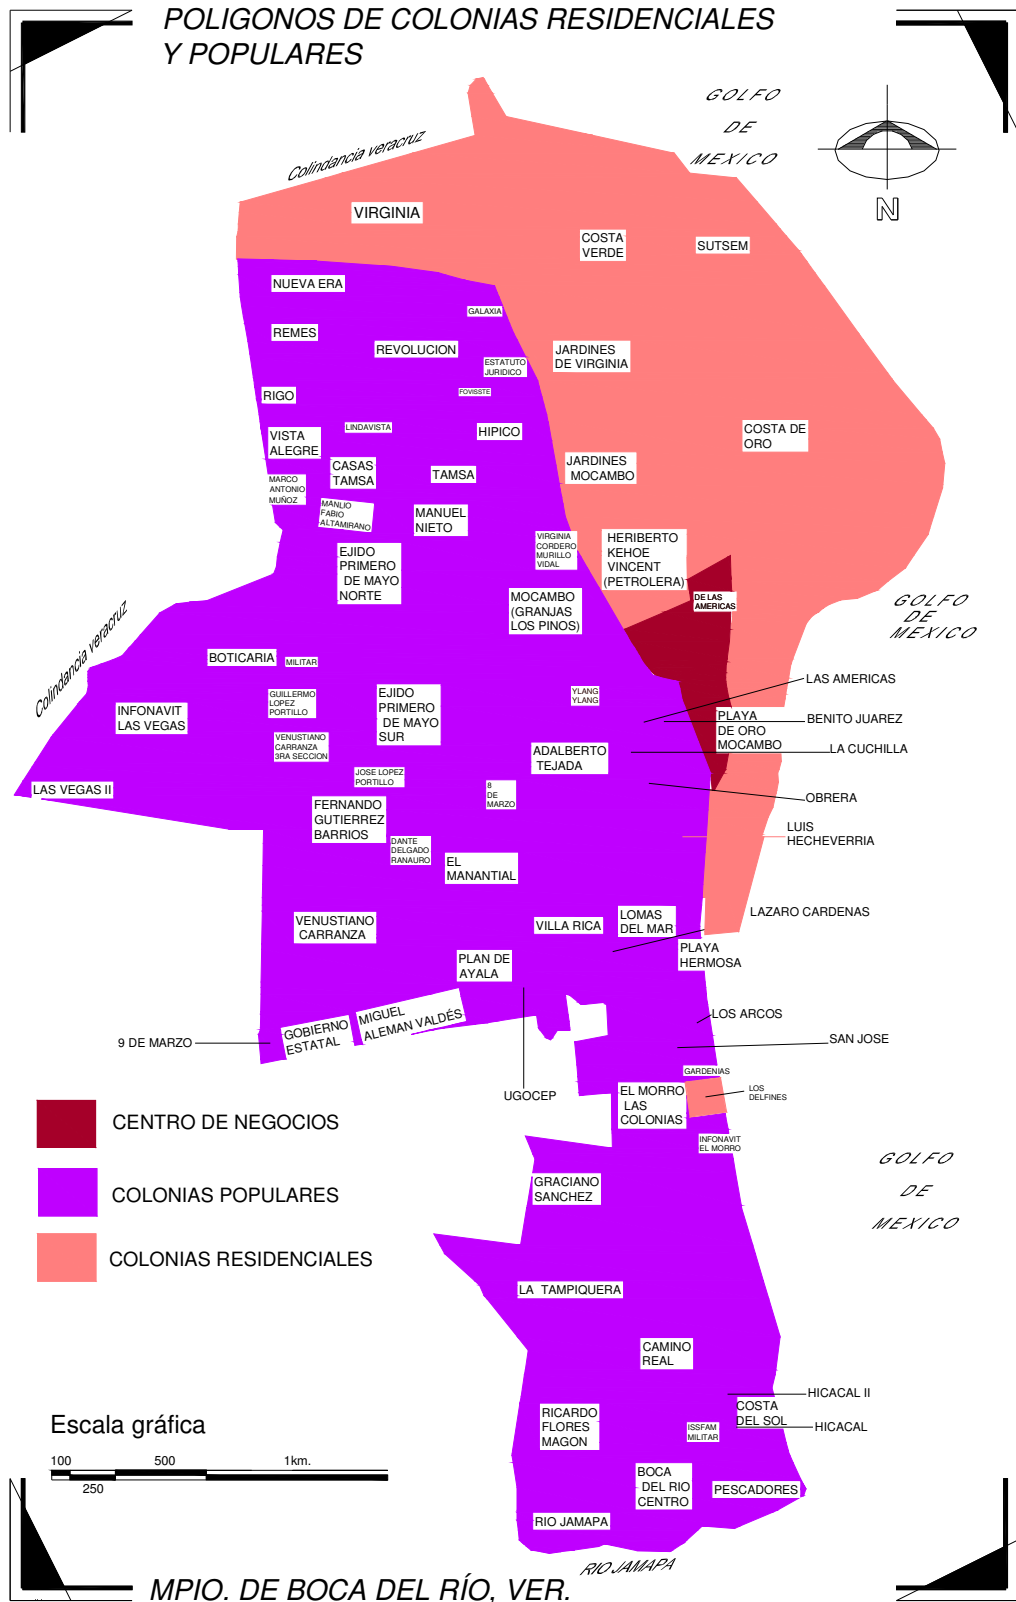 POLIGONOS DE COLONIAS RESIDENCIALES
Y POPULARES
GOLFO
DE
MEXICO
N
Colindancia veracruz
VIRGINIA
COSTA
VERDE
SUTSEM
NUEVA ERA
GALAXIA
REMES
REVOLUCION
ESTATUTO
JURIDICO
JARDINES
DE VIRGINIA
RIGO
FOVISSTE
LINDAVISTA
HIPICO
VISTA
ALEGRE
COSTA DE
ORO
CASAS
TAMSA
TAMSA
JARDINES
MOCAMBO
MARCO
ANTONIO
MUÑOZ
MANLIO
FABIO
ALTAMIRANO
MANUEL
NIETO
VIRGINIA
CORDERO
MURILLO
VIDAL
HERIBERTO
KEHOE
VINCENT
(PETROLERA)
EJIDO
PRIMERO
DE MAYO
NORTE
MOCAMBO
(GRANJAS
LOS PINOS)
DE LAS
AMERICAS
GOLFO
DE
MEXICO
Colindancia veracruz
BOTICARIA
MILITAR
LAS AMERICAS
GUILLERMO
LOPEZ
PORTILLO
EJIDO
PRIMERO
DE MAYO
SUR
YLANG
YLANG
INFONAVIT
LAS VEGAS
PLAYA
DE ORO
MOCAMBO
BENITO JUAREZ
VENUSTIANO
CARRANZA
3RA SECCION
ADALBERTO
TEJADA
LA CUCHILLA
JOSE LOPEZ
PORTILLO
LAS VEGAS II
8
DE
MARZO
OBRERA
FERNANDO
GUTIERREZ
BARRIOS
LUIS
HECHEVERRIA
DANTE
DELGADO
RANAURO
EL
MANANTIAL
VENUSTIANO
CARRANZA
VILLA RICA
LOMAS
DEL MAR
LAZARO CARDENAS
PLAYA
HERMOSA
PLAN DE
AYALA
MIGUEL
ALEMAN VALDÉS
GOBIERNO
ESTATAL
LOS ARCOS
9 DE MARZO
SAN JOSE
GARDENIAS
UGOCEP
EL MORRO
LAS
COLONIAS
LOS
DELFINES
CENTRO DE NEGOCIOS
INFONAVIT
EL MORRO
GOLFO
DE
MEXICO
COLONIAS POPULARES
GRACIANO
SANCHEZ
COLONIAS RESIDENCIALES
LA TAMPIQUERA
CAMINO
REAL
HICACAL II
COSTA
DEL SOL
HICACAL
RICARDO
FLORES
MAGON
ISSFAM
MILITAR
Escala gráfica
100 500 1km.
250
BOCA
DEL RIO
CENTRO
PESCADORES
RIO JAMAPA
RIO JAMAPA
MPIO. DE BOCA DEL RÍO, VER.